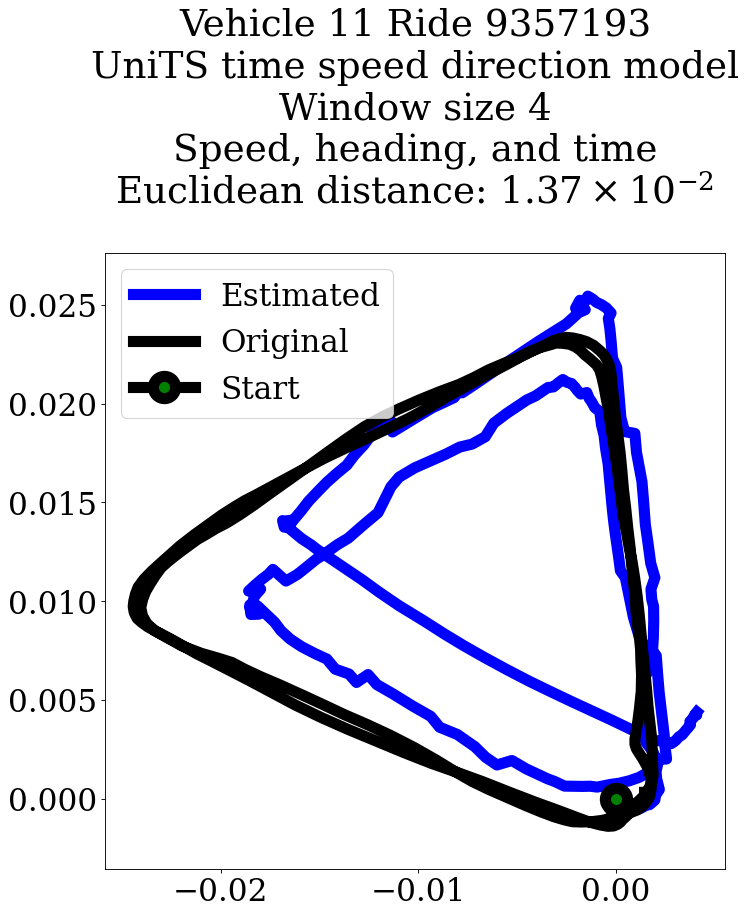 Vehicle 11 Ride 9357193
UniTS time speed direction model
Window size 4
Speed, heading, and time
Euclidean distance: 1.37 × 10⁻²
Estimated
Original
Start
0.025
0.020
0.015
0.010
0.005
0.000
−0.02 −0.01 0.00